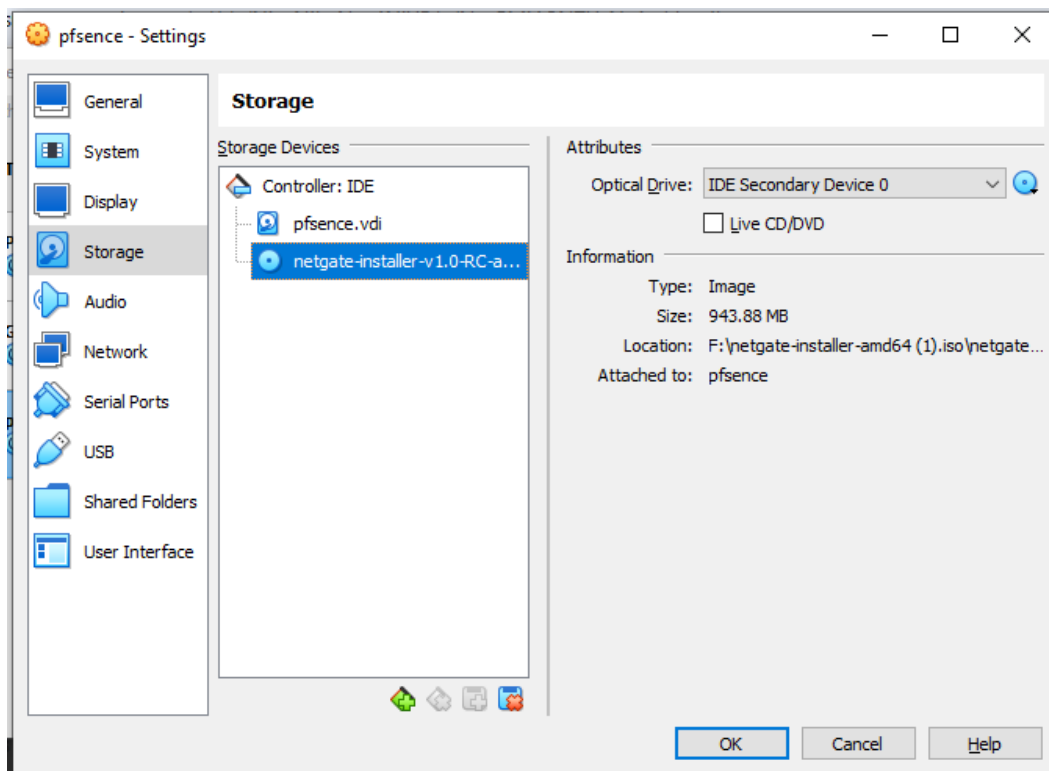 pfsence - Settings
General
System
Display
Storage
Audio
Network
Serial Ports
USB
Shared Folders
User Interface
Storage
Storage Devices
Controller: IDE
pfsence.vdi
netgate-installer-v1.0-RC-a...
Attributes
Optical Drive: IDE Secondary Device 0
Live CD/DVD
Information
Type: Image
Size: 943.88 MB
Location: F:\netgate-installer-amd64 (1).iso\netgate...
Attached to: pfsence
OK Cancel Help